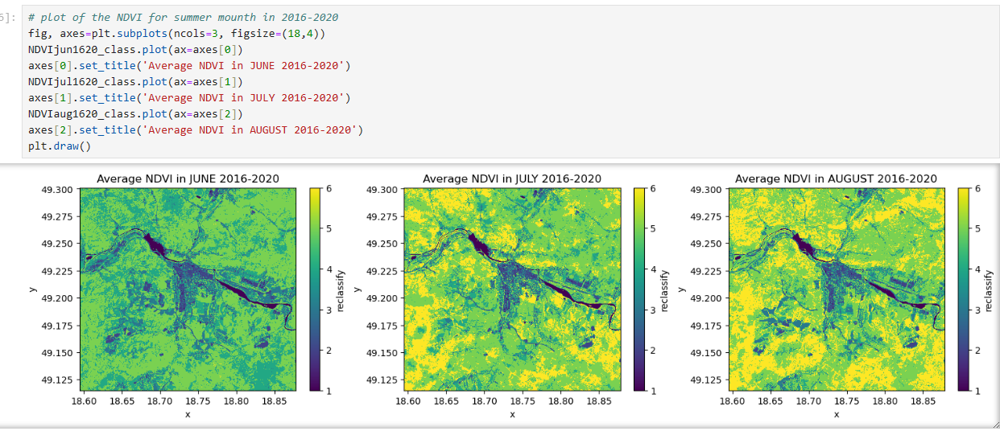 6]:
# plot of the NDVI for summer mounth in 2016-2020
fig, axes=plt.subplots(ncols=3, figsize=(18,4))
NDVIjun1620_class.plot(ax=axes[0])
axes[0].set_title('Average NDVI in JUNE 2016-2020')
NDVIjul1620_class.plot(ax=axes[1])
axes[1].set_title('Average NDVI in JULY 2016-2020')
NDVIaug1620_class.plot(ax=axes[2])
axes[2].set_title('Average NDVI in AUGUST 2016-2020')
plt.draw()
Average NDVI in JUNE 2016-2020
49.300
49.275
49.250
49.225
49.200
49.175
49.150
49.125
y
18.60 18.65 18.70 18.75 18.80 18.85
x
6
5
4
3
2
1
reclassify
Average NDVI in JULY 2016-2020
49.300
49.275
49.250
49.225
49.200
49.175
49.150
49.125
y
18.60 18.65 18.70 18.75 18.80 18.85
x
6
5
4
3
2
1
reclassify
Average NDVI in AUGUST 2016-2020
49.300
49.275
49.250
49.225
49.200
49.175
49.150
49.125
y
18.60 18.65 18.70 18.75 18.80 18.85
x
6
5
4
3
2
1
reclassify